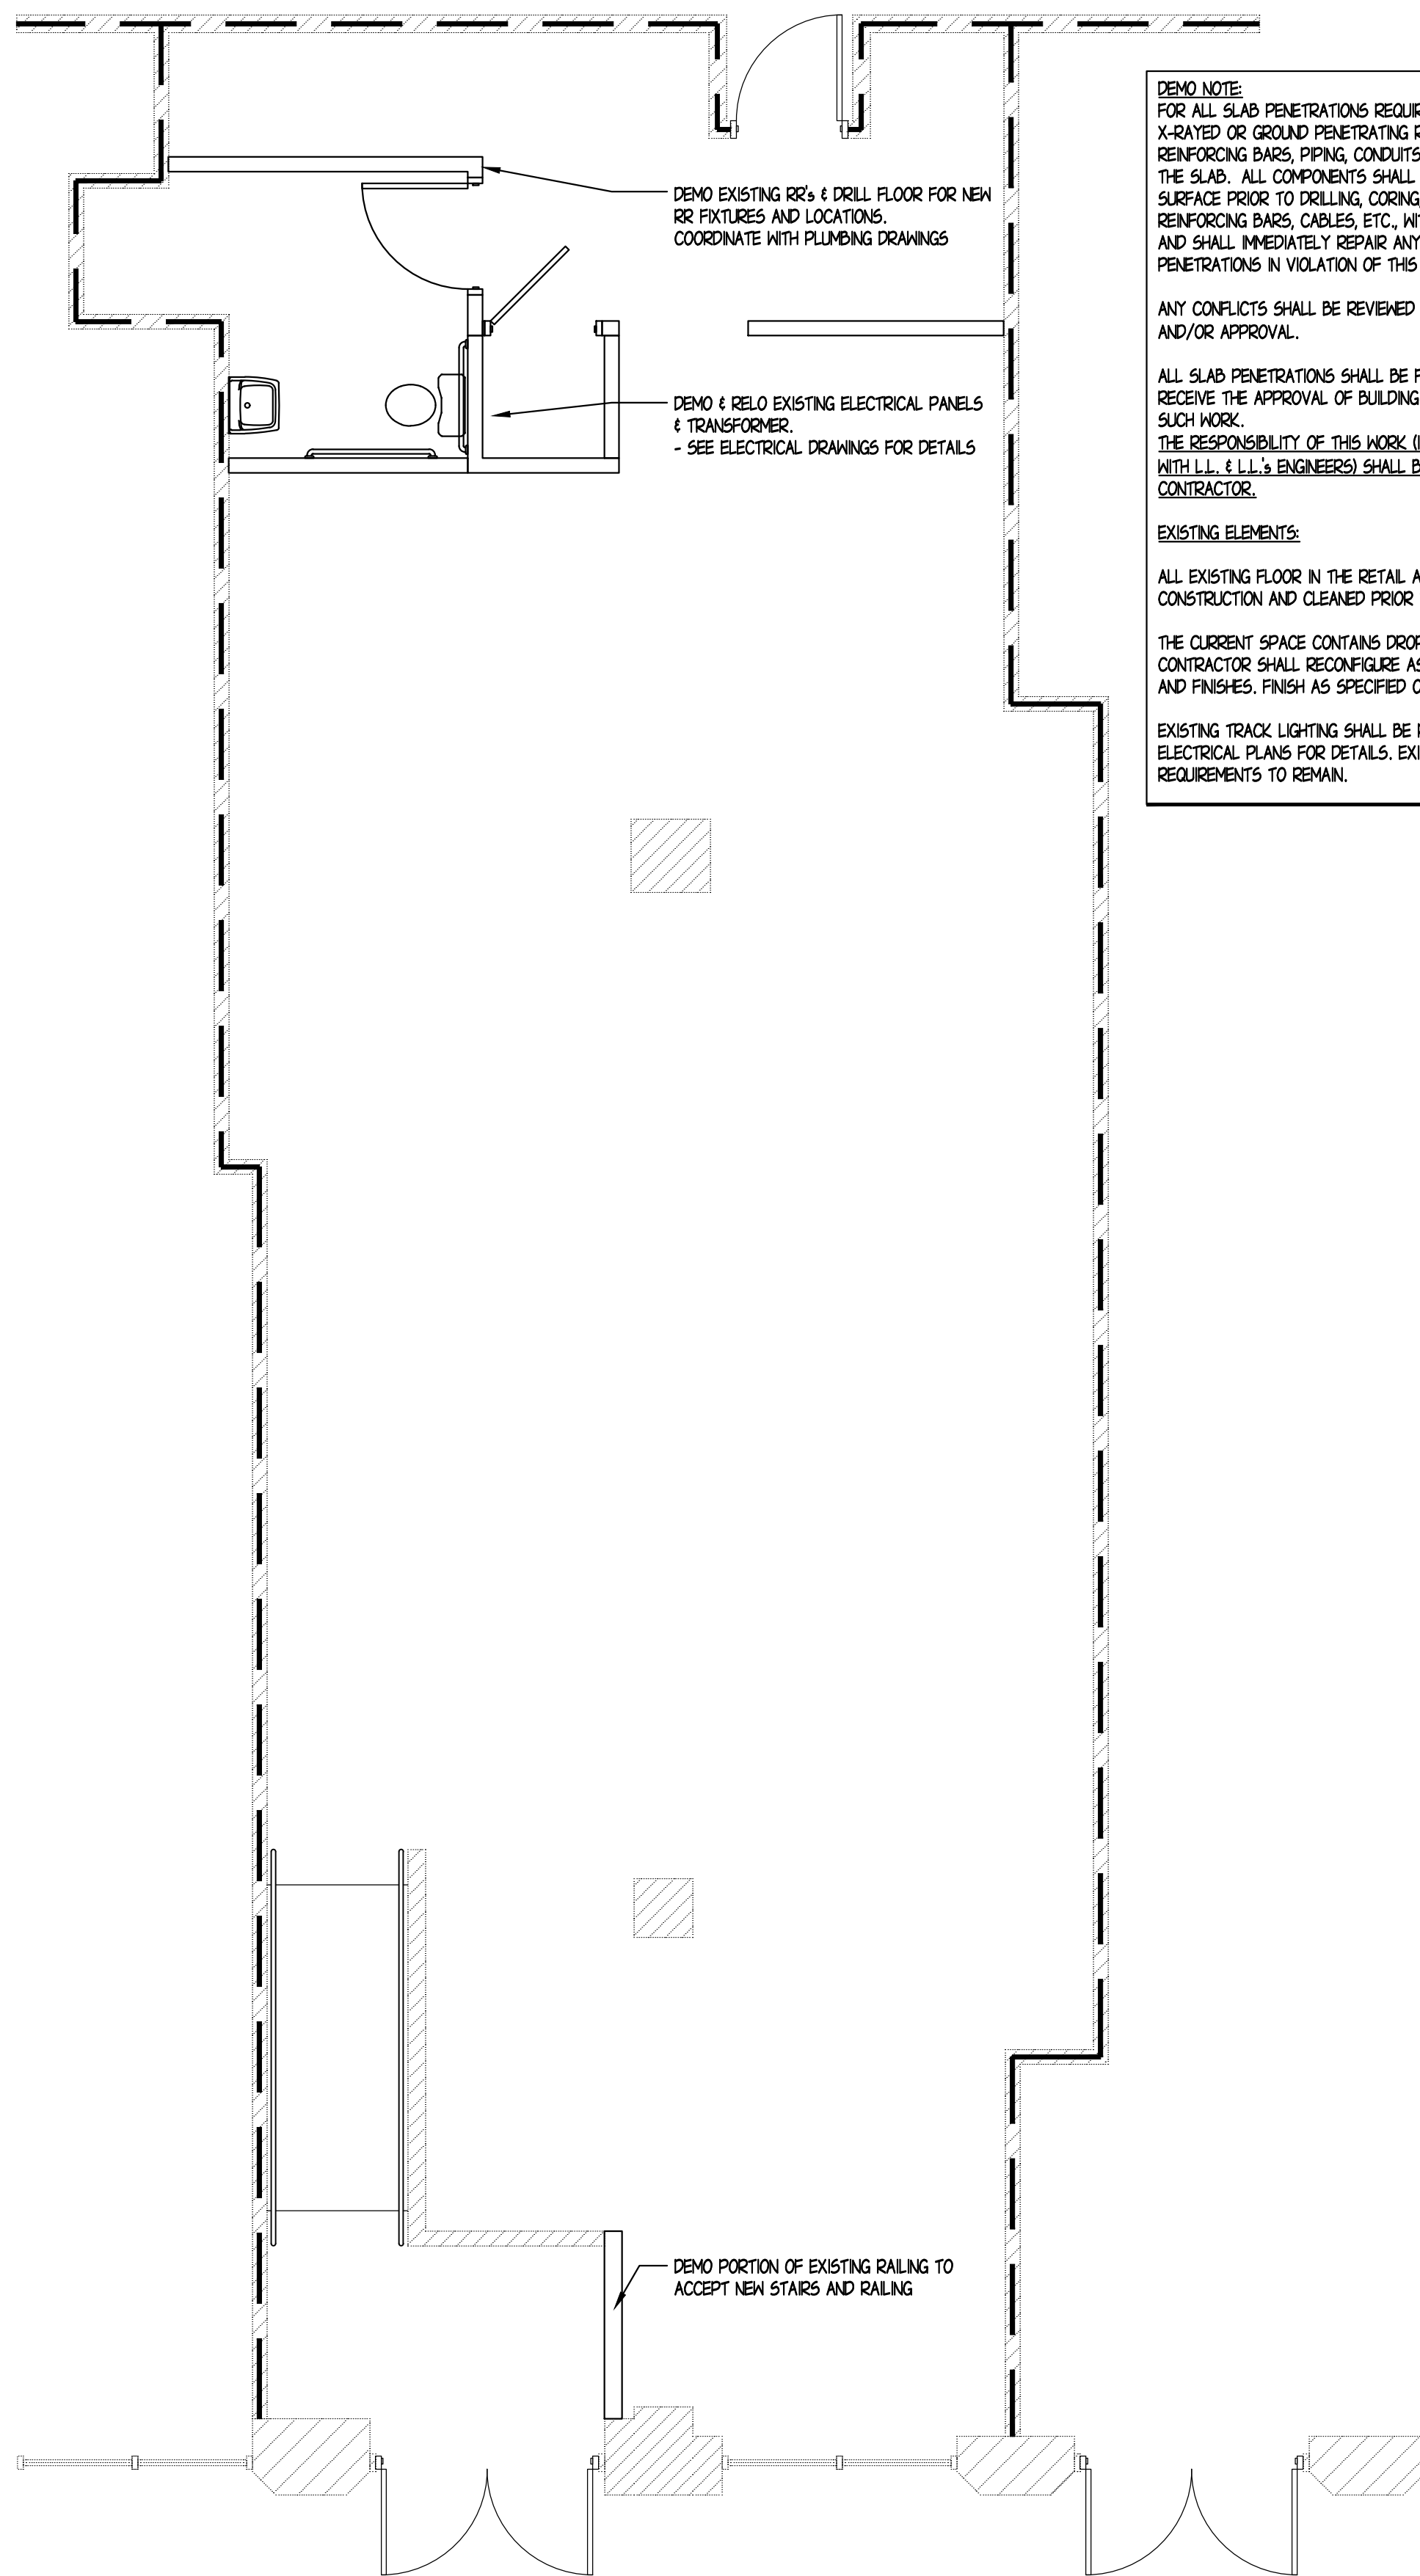 DEMO NOTE:
FOR ALL SLAB PENETRATIONS
X-RAYED OR GROUND PENETRATING
REINFORCING BARS, PIPING, CONDUITS
THE SLAB. ALL COMPONENTS SHALL
SURFACE PRIOR TO DRILLING, CORING,
REINFORCING BARS, CABLES, ETC.,
AND SHALL IMMEDIATELY REPAIR ANY
PENETRATIONS IN VIOLATION OF THIS
ANY CONFLICTS SHALL BE REVIEWED
AND/OR APPROVAL.
ALL SLAB PENETRATIONS SHALL BE
RECEIVE THE APPROVAL OF BUILDING
SUCH WORK.
THE RESPONSIBILITY OF THIS WORK
WITH L.L. & L.L.'s ENGINEERS) SHALL
CONTRACTOR.
EXISTING ELEMENTS:
ALL EXISTING FLOOR IN THE RETAIL
CONSTRUCTION AND CLEANED PRIOR
THE CURRENT SPACE CONTAINS
CONTRACTOR SHALL RECONFIGURE
AND FINISHES. FINISH AS SPECIFIED
EXISTING TRACK LIGHTING SHALL BE
ELECTRICAL PLANS FOR DETAILS.
REQUIREMENTS TO REMAIN.
DEMO EXISTING RR's & DRILL FLOOR FOR NEW
RR FIXTURES AND LOCATIONS.
COORDINATE WITH PLUMBING DRAWINGS
DEMO & RELO EXISTING ELECTRICAL PANELS
& TRANSFORMER.
- SEE ELECTRICAL DRAWINGS FOR DETAILS
DEMO PORTION OF EXISTING RAILING TO
ACCEPT NEW STAIRS AND RAILING